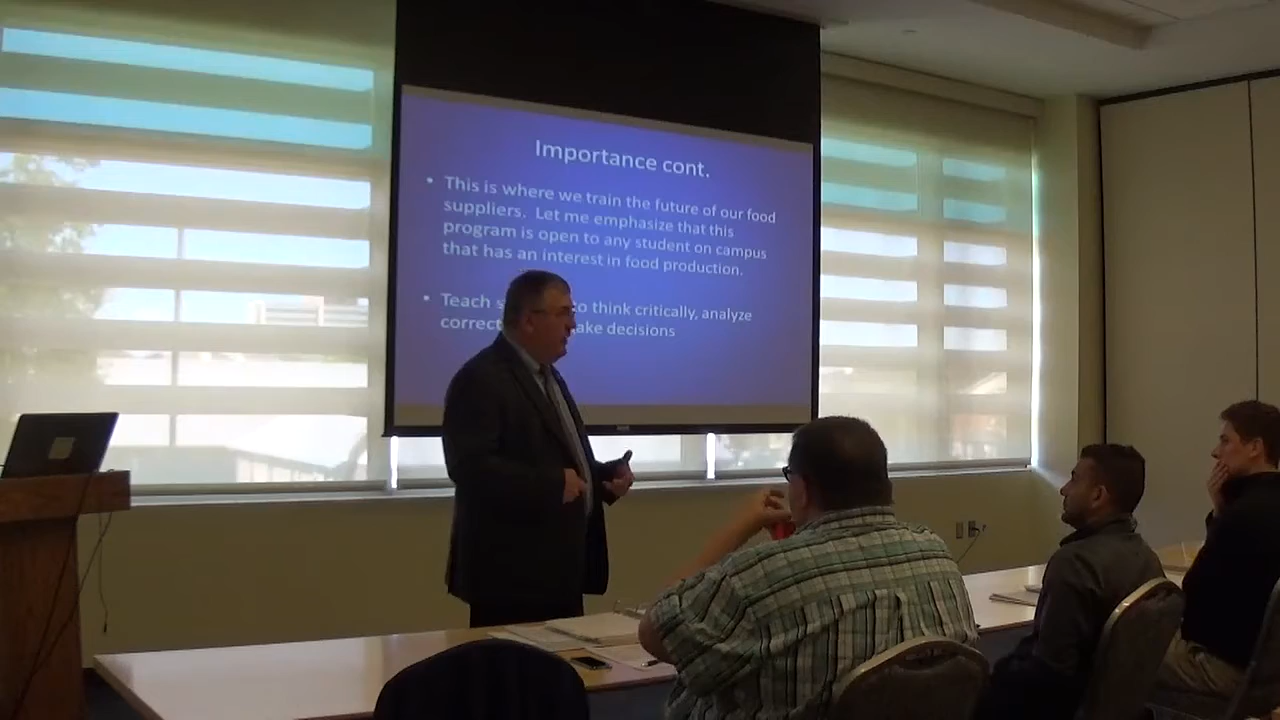 Importance cont.
• This is where we train the future of our food
suppliers. Let me emphasize that this
program is open to any student on campus
that has an interest in food production.
• Teach to think critically, analyze
decisions